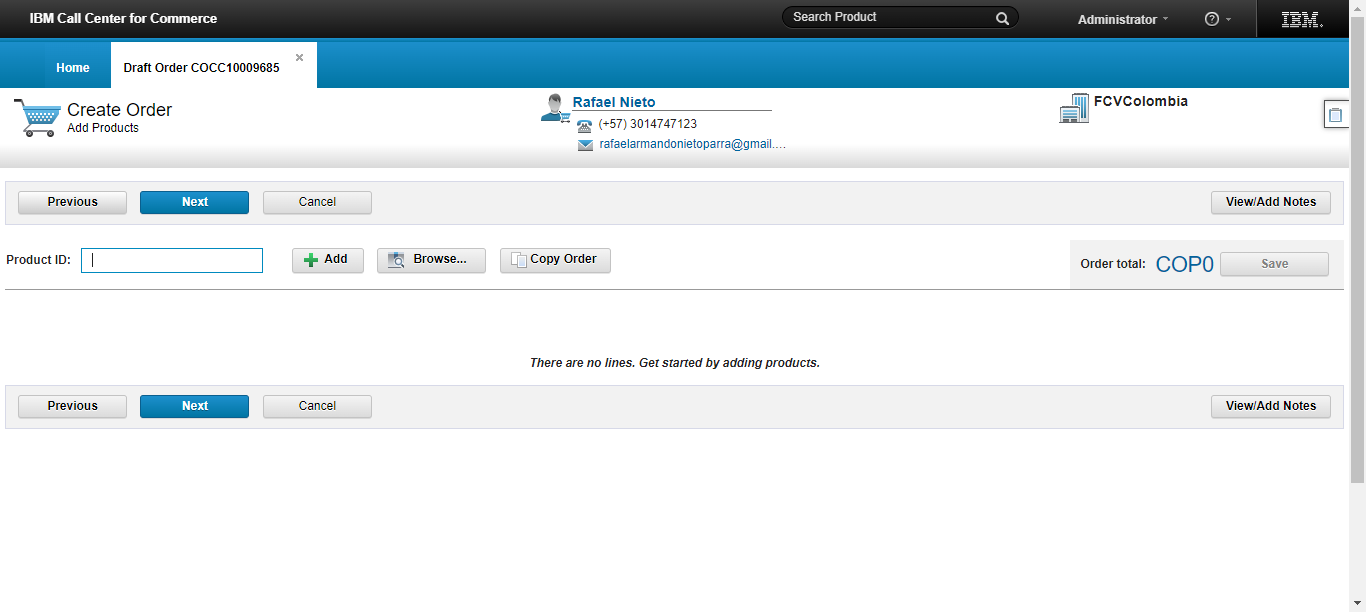 IBM Call Center for Commerce
Search Product
Administrator
IBM.
Home
Draft Order COCC10009685
Create Order
Add Products
Rafael Nieto
(+57) 3014747123
rafaelarmandonietoparra@gmail....
FCVColombia
Previous
Next
Cancel
View/Add Notes
Product ID:
Add
Browse...
Copy Order
Order total:
COP0
Save
There are no lines. Get started by adding products.
Previous
Next
Cancel
View/Add Notes